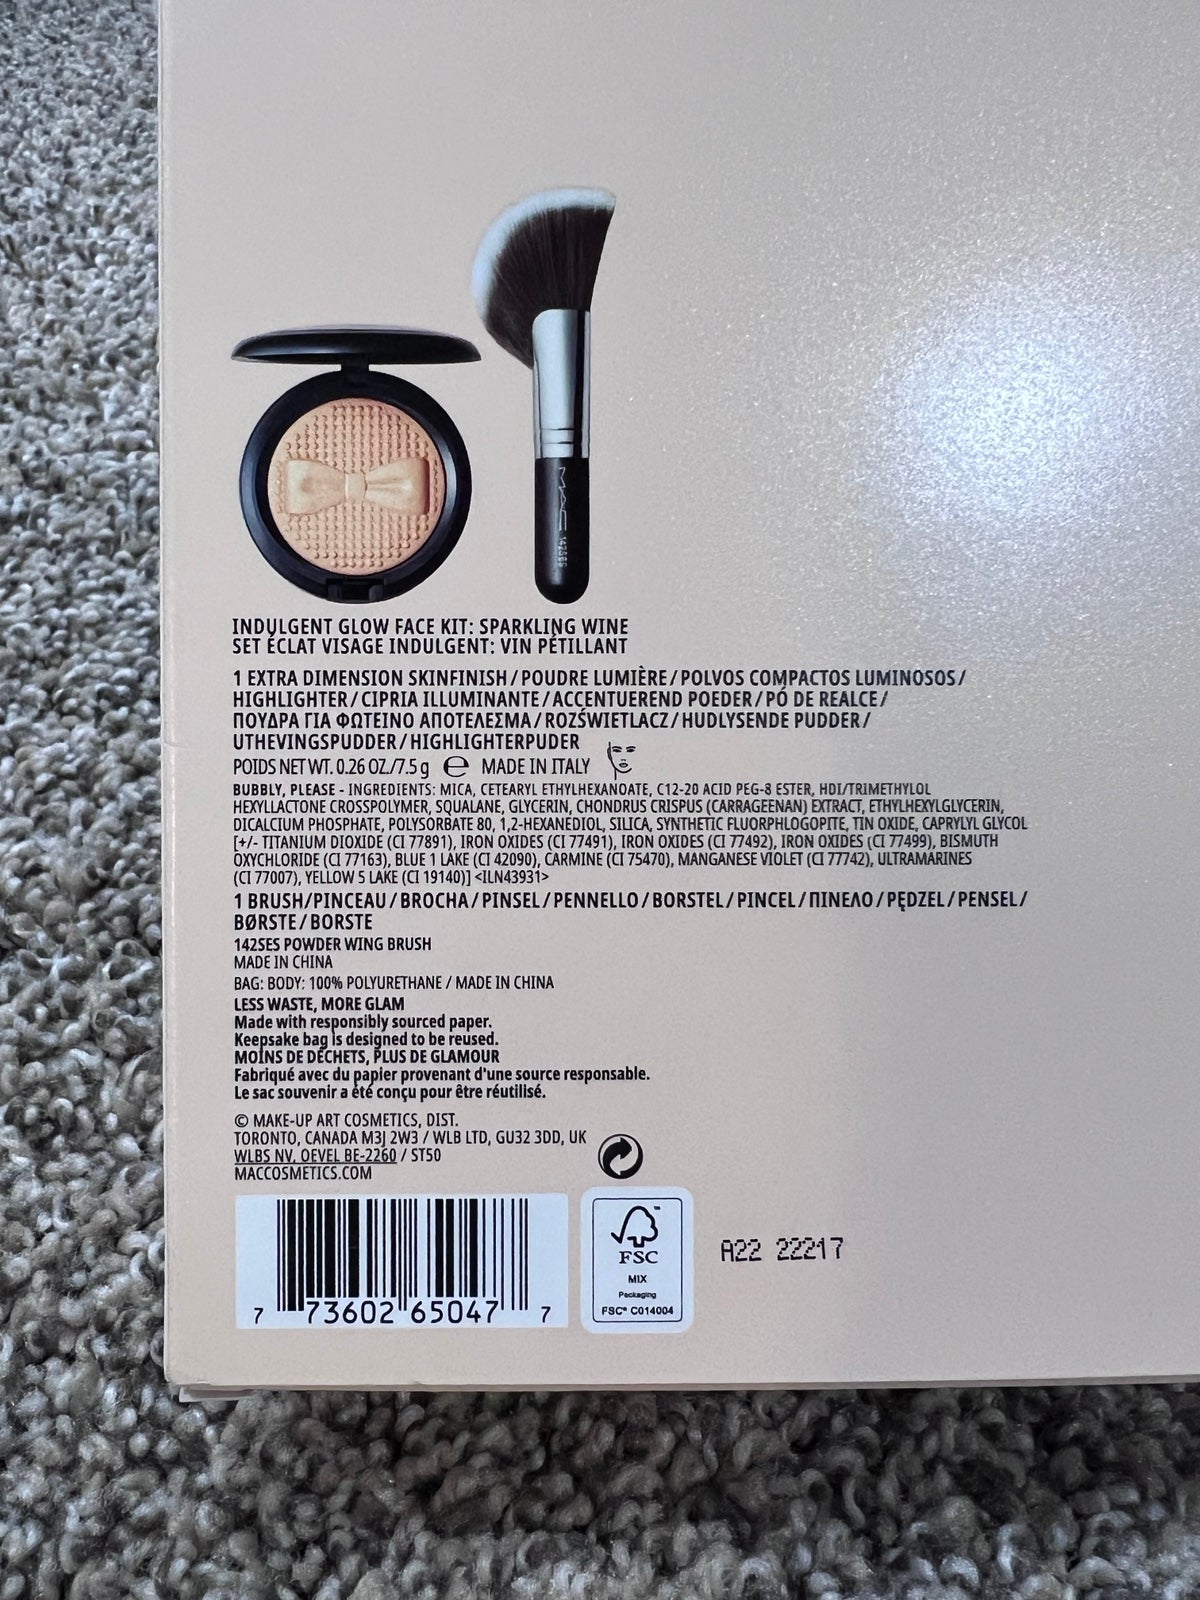 MAC 142SES
INDULGENT GLOW FACE KIT: SPARKLING WINE
SET ÉCLAT VISAGE INDULGENT: VIN PÉTILLANT
1 EXTRA DIMENSION SKINFINISH / POUDRE LUMIÈRE / POLVOS COMPACTOS LUMINOSOS /
HIGHLIGHTER / CIPRIA ILLUMINANTE / ACCENTUEREND POEDER / PÓ DE REALCE /
ΠΟΥΔΡΑ ΓΙΑ ΦΩΤΕΙΝΟ ΑΠΟΤΕΛΕΣΜΑ / ROZŚWIETLACZ / HUDLYSENDE PUDDER /
UTHEVINGSPUDDER / HIGHLIGHTERPUDER
POIDS NET WT. 0.26 OZ./7.5 g ℮ MADE IN ITALY
BUBBLY, PLEASE - INGREDIENTS: MICA, CETEARYL ETHYLHEXANOATE, C12-20 ACID PEG-8 ESTER, HDI/TRIMETHYLOL
HEXYLLACTONE CROSSPOLYMER, SQUALANE, GLYCERIN, CHONDRUS CRISPUS (CARRAGEENAN) EXTRACT, ETHYLHEXYLGLYCERIN,
DICALCIUM PHOSPHATE, POLYSORBATE 80, 1,2-HEXANEDIOL, SILICA, SYNTHETIC FLUORPHLOGOPITE, TIN OXIDE, CAPRYLYL GLYCOL
[+/- TITANIUM DIOXIDE (CI 77891), IRON OXIDES (CI 77491), IRON OXIDES (CI 77492), IRON OXIDES (CI 77499), BISMUTH
OXYCHLORIDE (CI 77163), BLUE 1 LAKE (CI 42090), CARMINE (CI 75470), MANGANESE VIOLET (CI 77742), ULTRAMARINES
(CI 77007), YELLOW 5 LAKE (CI 19140)] <ILN43931>
1 BRUSH / PINCEAU / BROCHA / PINSEL / PENNELLO / BORSTEL / PINCEL / ΠΙΝΕΛΟ / PĘDZEL / PENSEL /
BØRSTE / BORSTE
142SES POWDER WING BRUSH
MADE IN CHINA
BAG: BODY: 100% POLYURETHANE / MADE IN CHINA
LESS WASTE, MORE GLAM
Made with responsibly sourced paper.
Keepsake bag is designed to be reused.
MOINS DE DÉCHETS, PLUS DE GLAMOUR
Fabriqué avec du papier provenant d'une source responsable.
Le sac souvenir a été conçu pour être réutilisé.
© MAKE-UP ART COSMETICS, DIST.
TORONTO, CANADA M3J 2W3 / WLB LTD, GU32 3DD, UK
WLBS NV, OEVEL BE-2260 / ST50
MACCOSMETICS.COM
7 73602 65047 7
FSC
MIX
Packaging
FSC® C014004
A22 22217